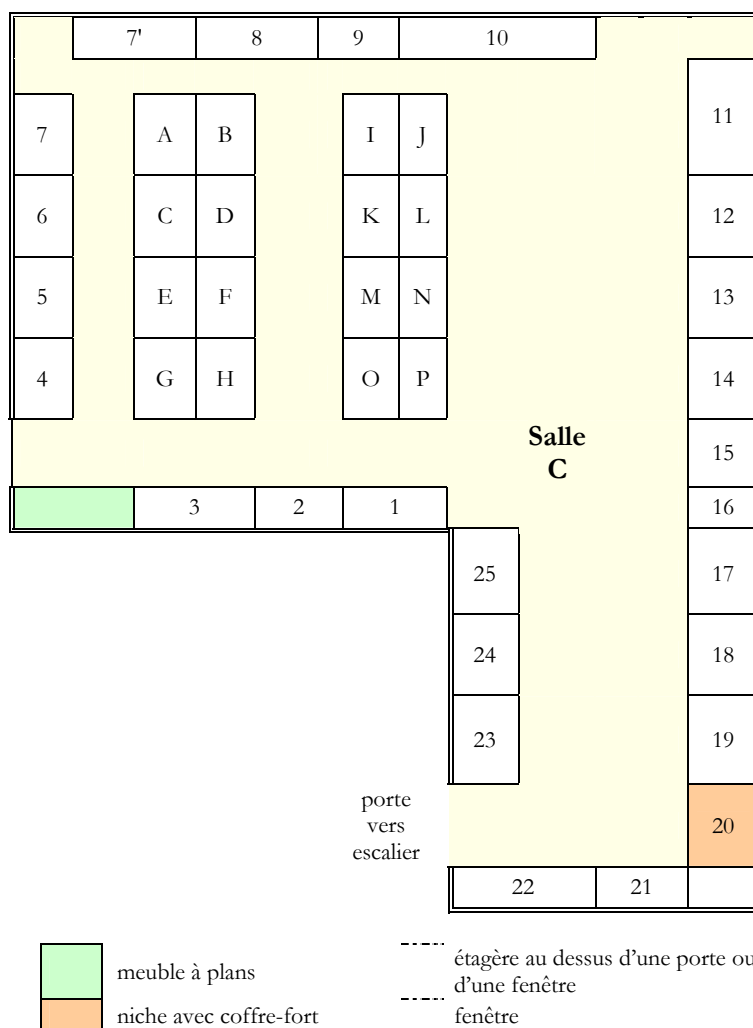 7' 8 9 10
11
7 A B I J
6 C D K L 12
5 E F M N 13
4 G H O P 14
Salle
C
15
3 2 1 16
25 17
24 18
23 19
porte
vers
escalier
20
22 21
meuble à plans
étagère au dessus d'une porte ou
d'une fenêtre
niche avec coffre-fort
fenêtre